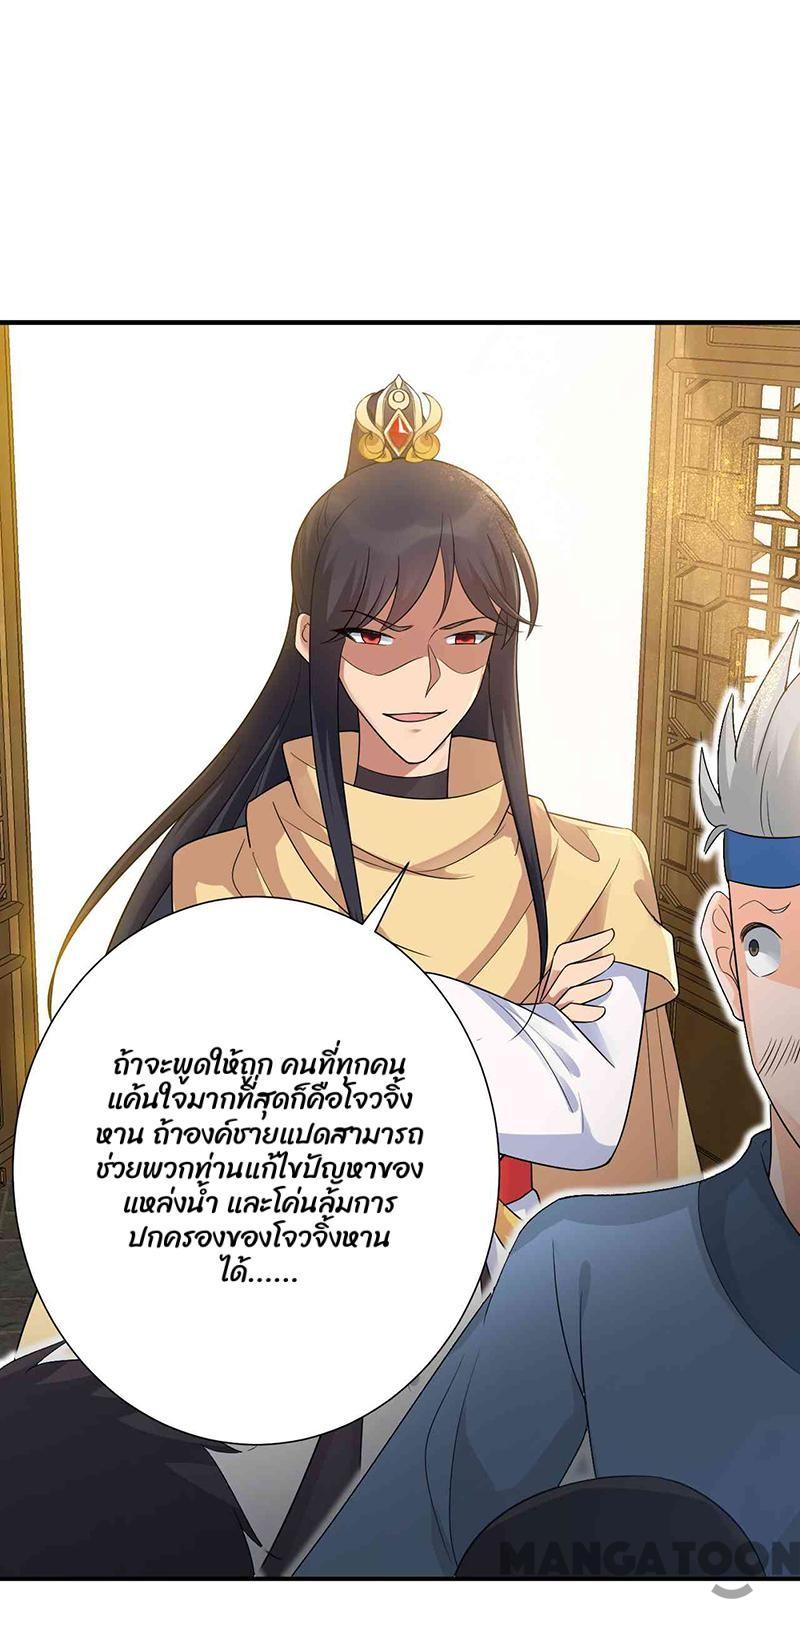 ถ้าจะพูดให้ถูก คนที่ทุกคน
แค้นใจมากที่สุดก็คือโจวจิ้ง
หาน ถ้าองค์ชายแปดสามารถ
ช่วยพวกท่านแก้ไขปัญหาของ
แหล่งน้ำ และโค่นล้มการ
ปกครองของโจวจิ้งหาน
ได้......
MANGATOON